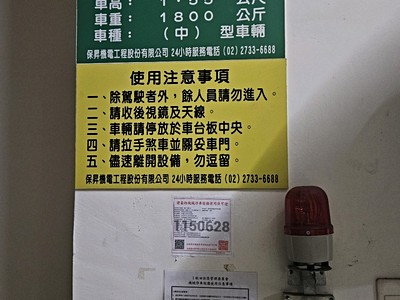 車高： 1．55 公尺
車重： 1800 公斤
車種： （中） 型車輛
保昇機電工程股份有限公司 24小時服務電話 (02) 2733-6688
使用注意事項
一、除駕駛者外，餘人員請勿進入。
二、請收後視鏡及天線。
三、車輛請停放於車台板中央。
四、請拉手煞車並關妥車門。
五、儘速離開設備，勿逗留。
保昇機電工程股份有限公司 24小時服務電話 (02) 2733-6688
1150628